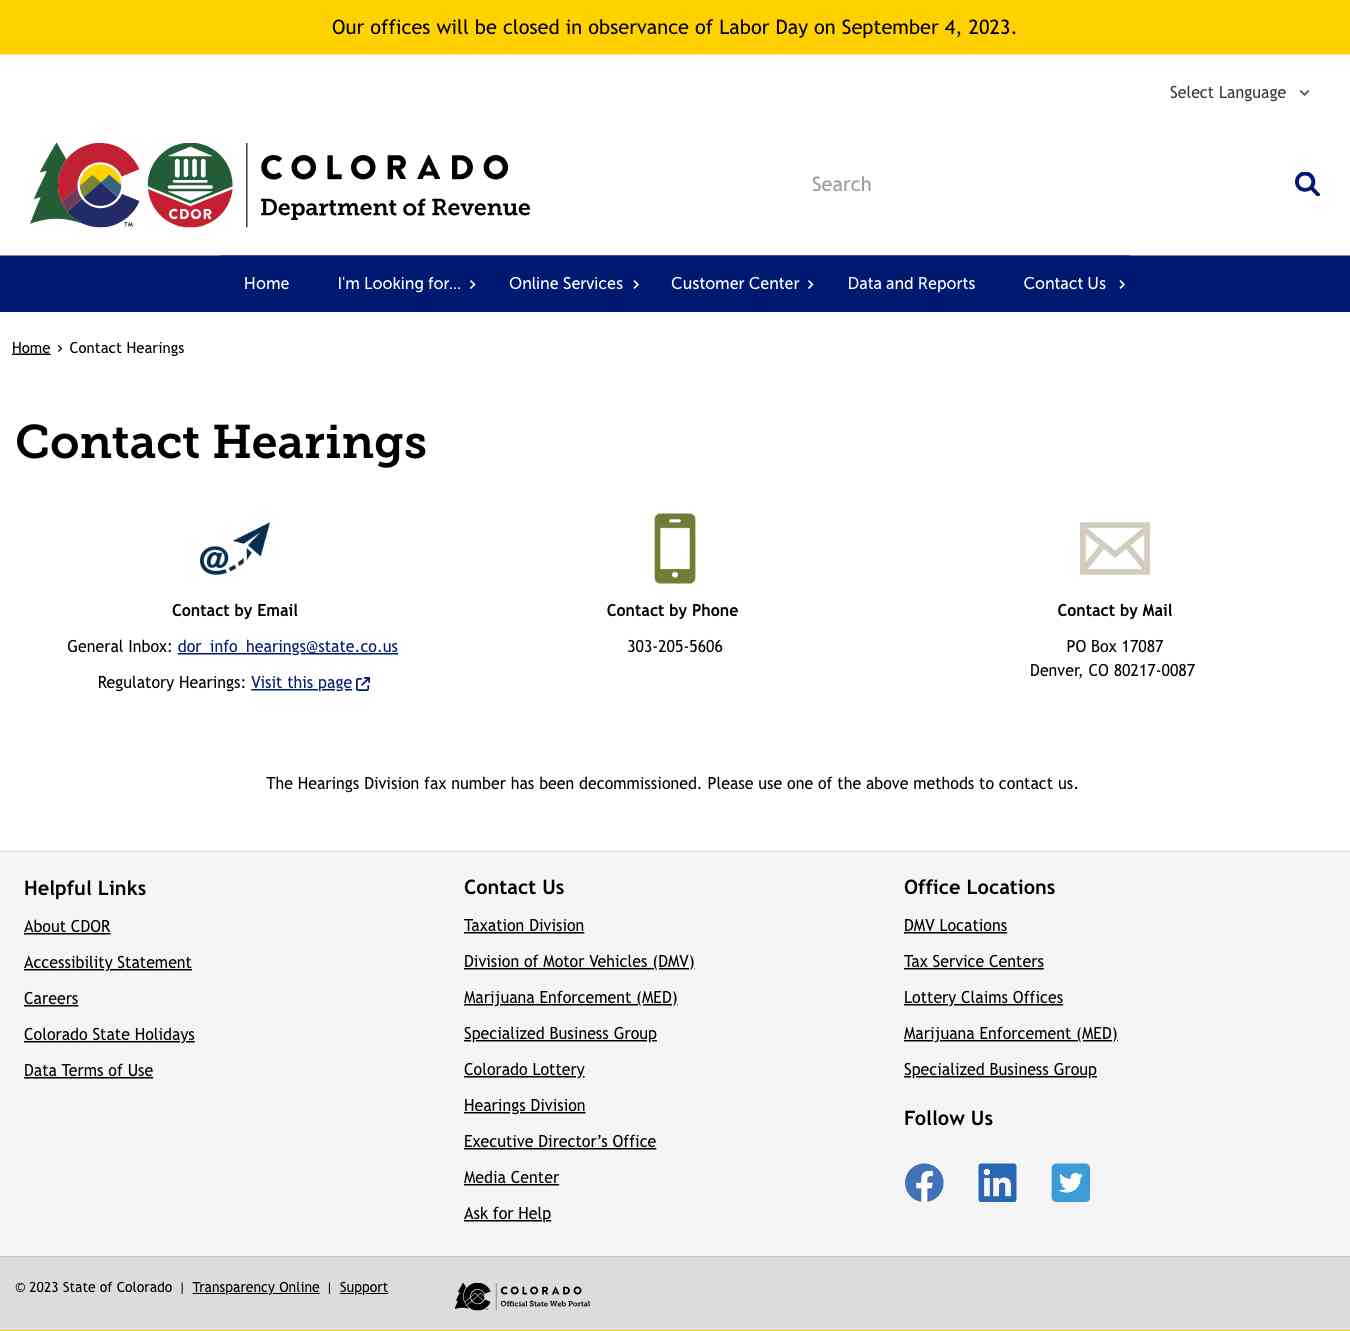 Our offices will be closed in observance of Labor Day on September 4, 2023.
Select Language
CDOR
TM
COLORADO
Department of Revenue
Search
Home
I'm Looking for...
Online Services
Customer Center
Data and Reports
Contact Us
Home › Contact Hearings
Contact Hearings
@
Contact by Email
General Inbox: dor_info_hearings@state.co.us
Regulatory Hearings: Visit this page
Contact by Phone
303-205-5606
Contact by Mail
PO Box 17087
Denver, CO 80217-0087
The Hearings Division fax number has been decommissioned. Please use one of the above methods to contact us.
Helpful Links
About CDOR
Accessibility Statement
Careers
Colorado State Holidays
Data Terms of Use
Contact Us
Taxation Division
Division of Motor Vehicles (DMV)
Marijuana Enforcement (MED)
Specialized Business Group
Colorado Lottery
Hearings Division
Executive Director’s Office
Media Center
Ask for Help
Office Locations
DMV Locations
Tax Service Centers
Lottery Claims Offices
Marijuana Enforcement (MED)
Specialized Business Group
Follow Us
© 2023 State of Colorado | Transparency Online | Support
COLORADO
Official State Web Portal